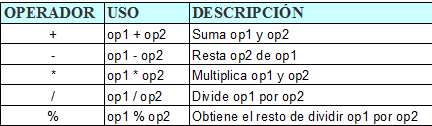 OPERADOR USO DESCRIPCIÓN
+ op1 + op2 Suma op1 y op2
- op1 - op2 Resta op2 de op1
* op1 * op2 Multiplica op1 y op2
/ op1 / op2 Divide op1 por op2
% op1 % op2 Obtiene el resto de dividir op1 por op2